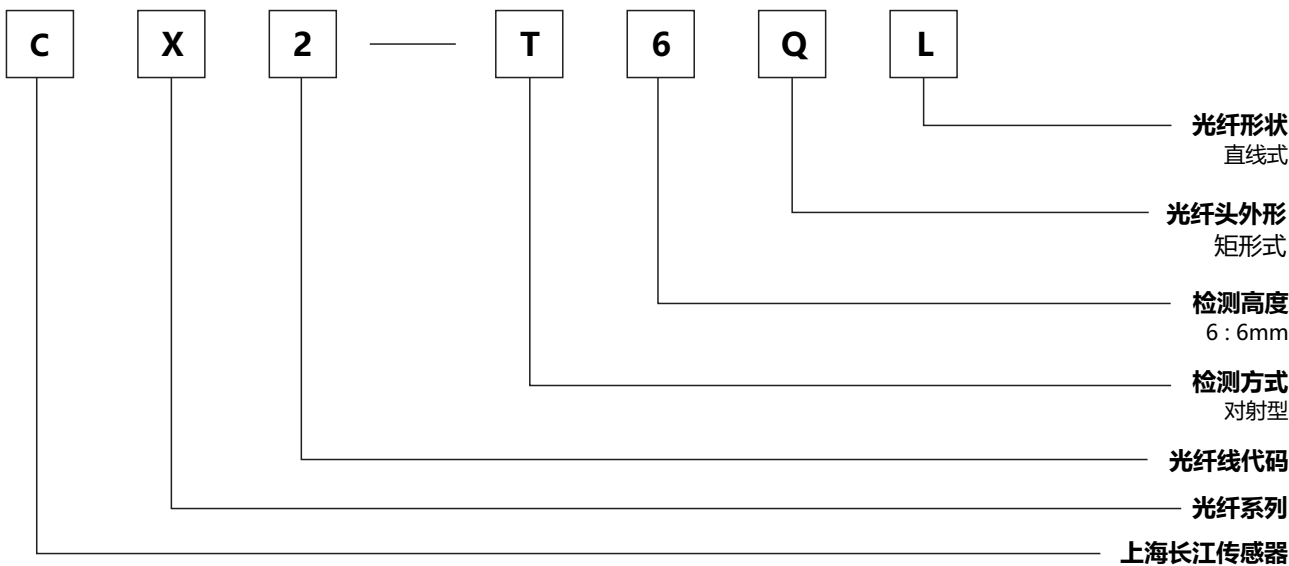 C X 2 — T 6 Q L
光纤形状
直线式
光纤头外形
矩形式
检测高度
6 : 6mm
检测方式
对射型
光纤线代码
光纤系列
上海长江传感器